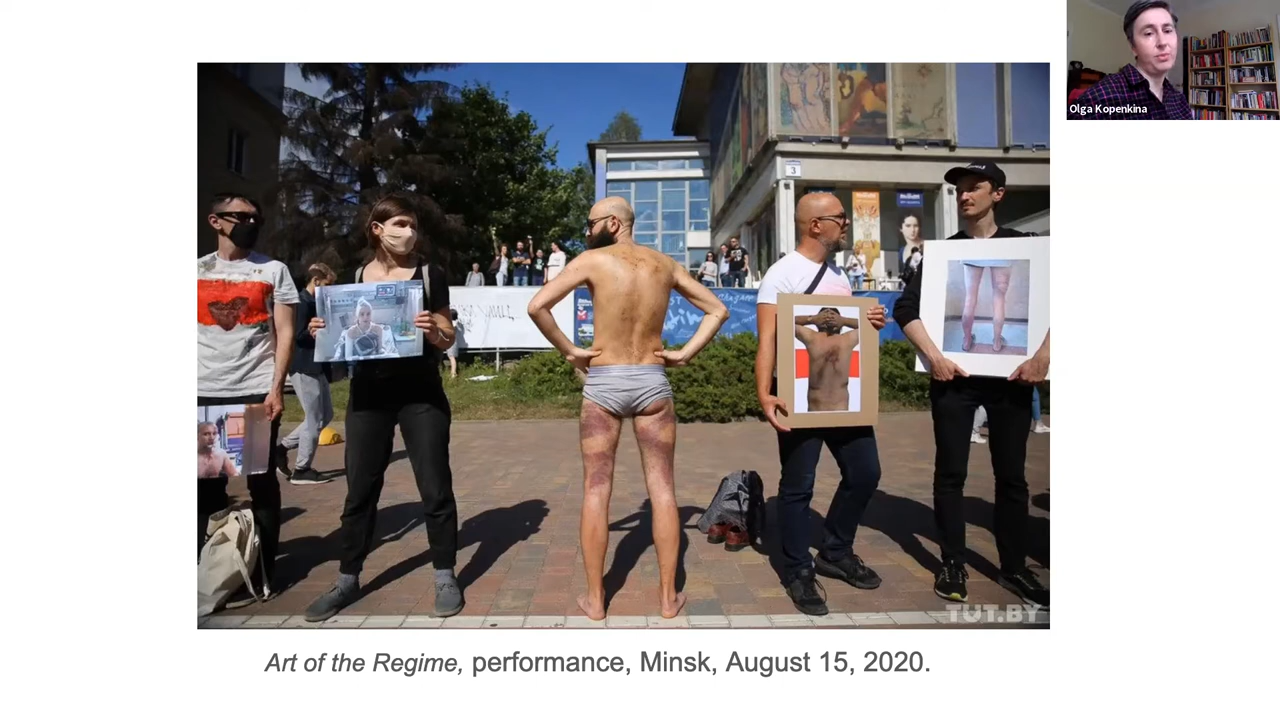 Olga Kopenkina
3
TUT.BY
Art of the Regime, performance, Minsk, August 15, 2020.